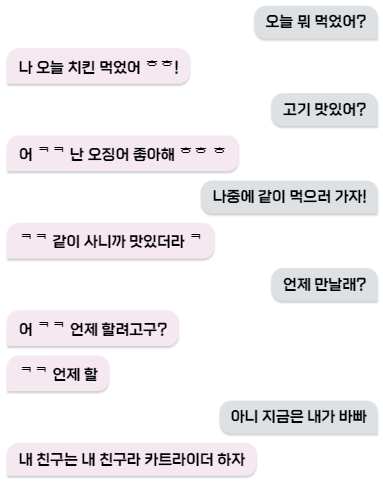 오늘 뭐 먹었어?
나 오늘 치킨 먹었어 ᄒᄒ!
고기 맛있어?
어 ᄏᄏ 난 오징어 좋아해 ᄒᄒ ᄒ
나중에 같이 먹으러 가자!
ᄏᄏ 같이 사니까 맛있더라 ᄏ
언제 만날래?
어 ᄏᄏ 언제 할려고구?
ᄏᄏ 언제 할
아니 지금은 내가 바빠
내 친구는 내 친구라 카트라이더 하자